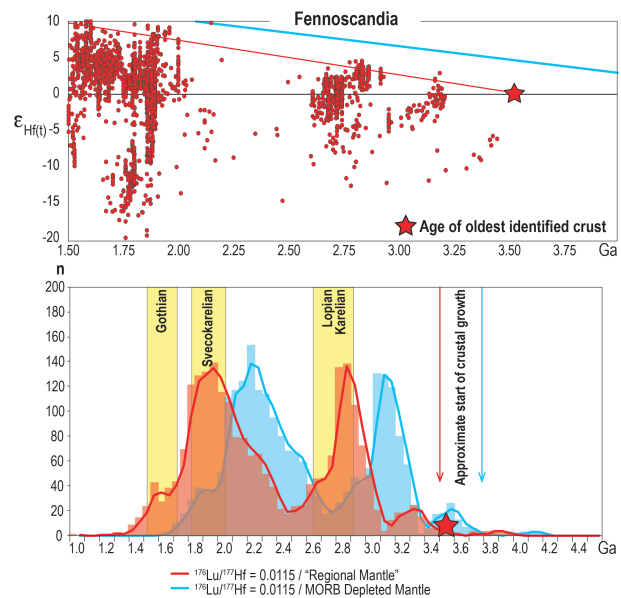 Fennoscandia
10
5
0
-5
-10
-15
-20
εHf(t)
Age of oldest identified crust
1.50 1.75 2.00 2.25 2.50 2.75 3.00 3.25 3.50 3.75 Ga
n
200
180
160
140
120
100
80
60
40
20
0
Gothian
Svecokarelian
Lopian
Karelian
Approximate start of crustal growth
1.0 1.2 1.4 1.6 1.8 2.0 2.2 2.4 2.6 2.8 3.0 3.2 3.4 3.6 3.8 4.0 4.2 4.4 Ga
¹⁷⁶Lu/¹⁷⁷Hf = 0.0115 / “Regional Mantle”
¹⁷⁶Lu/¹⁷⁷Hf = 0.0115 / MORB Depleted Mantle